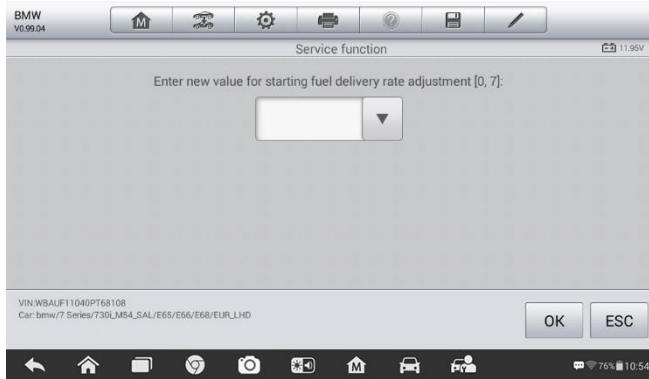 BMW
V0.99.04
M
Service function
11.95V
Enter new value for starting fuel delivery rate adjustment [0, 7]:
VIN:WBAUF11040PT68108
Car: bmw/7 Series/730i_M54_SAL/E65/E66/E68/EUR_LHD
OK
ESC
M
76%
10:54